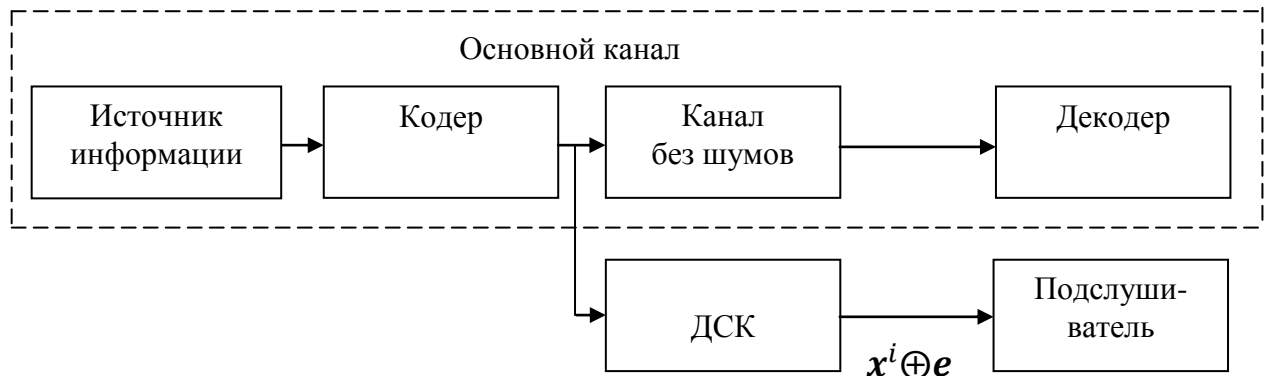 Основной канал
Источник
информации
Кодер
Канал
без шумов
Декодер
ДСК
Подслуши-
ватель
xⁱ⊕e